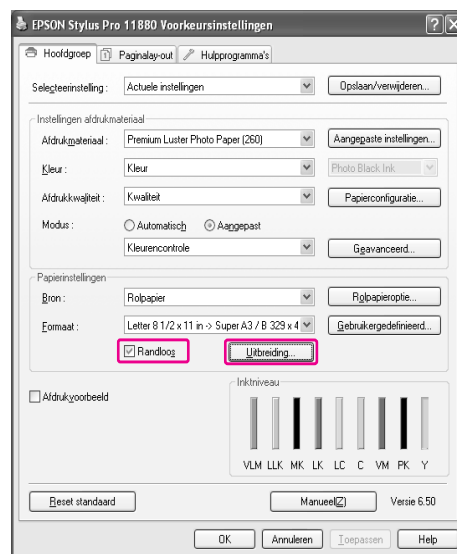 EPSON Stylus Pro 11880 Voorkeursinstellingen
Hoofdgroep Paginalay-out Hulpprogramma's
Selecteerinstelling : Actuele instellingen Opslaan/verwijderen...
Instellingen afdrukmateriaal
Afdrukmateriaal : Premium Luster Photo Paper (260) Aangepaste instellingen...
Kleur : Kleur Photo Black Ink
Afdrukkwaliteit : Kwaliteit Papierconfiguratie...
Modus : Automatisch Aangepast
Kleurencontrole Geavanceerd...
Papierinstellingen
Bron : Rolpapier Rolpapieroptie...
Formaat : Letter 8 1/2 x 11 in -> Super A3 / B 329 x 4 Gebruikergedefinieerd...
Randloos Uitbreiding...
Afdrukvoorbeeld
Inktniveau
VLM LLK MK LK LC C VM PK Y
Reset standaard Manueel(Z) Versie 6.50
OK Annuleren Toepassen Help